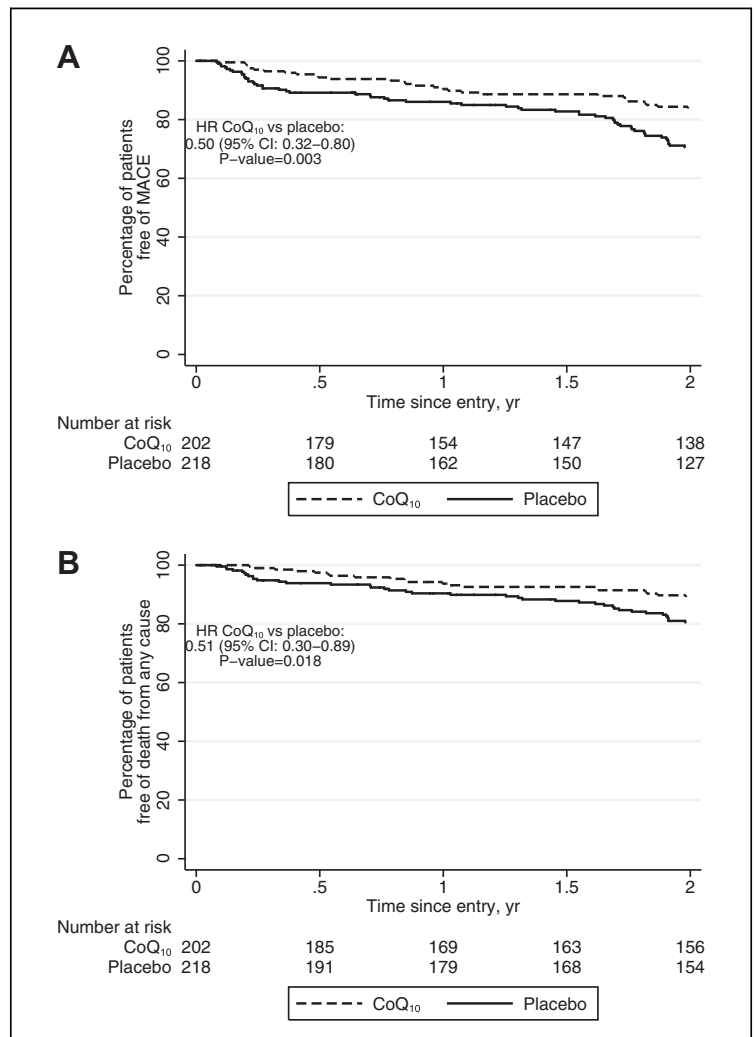 A
Percentage of patients
free of MACE
100
80
60
40
20
0
HR CoQ₁₀ vs placebo:
0.50 (95% CI: 0.32–0.80)
P–value=0.003
0 .5 1 1.5 2
Time since entry, yr
Number at risk
CoQ₁₀ 202 179 154 147 138
Placebo 218 180 162 150 127
CoQ₁₀ Placebo
B
Percentage of patients
free of death from any cause
100
80
60
40
20
0
HR CoQ₁₀ vs placebo:
0.51 (95% CI: 0.30–0.89)
P–value=0.018
0 .5 1 1.5 2
Time since entry, yr
Number at risk
CoQ₁₀ 202 185 169 163 156
Placebo 218 191 179 168 154
CoQ₁₀ Placebo